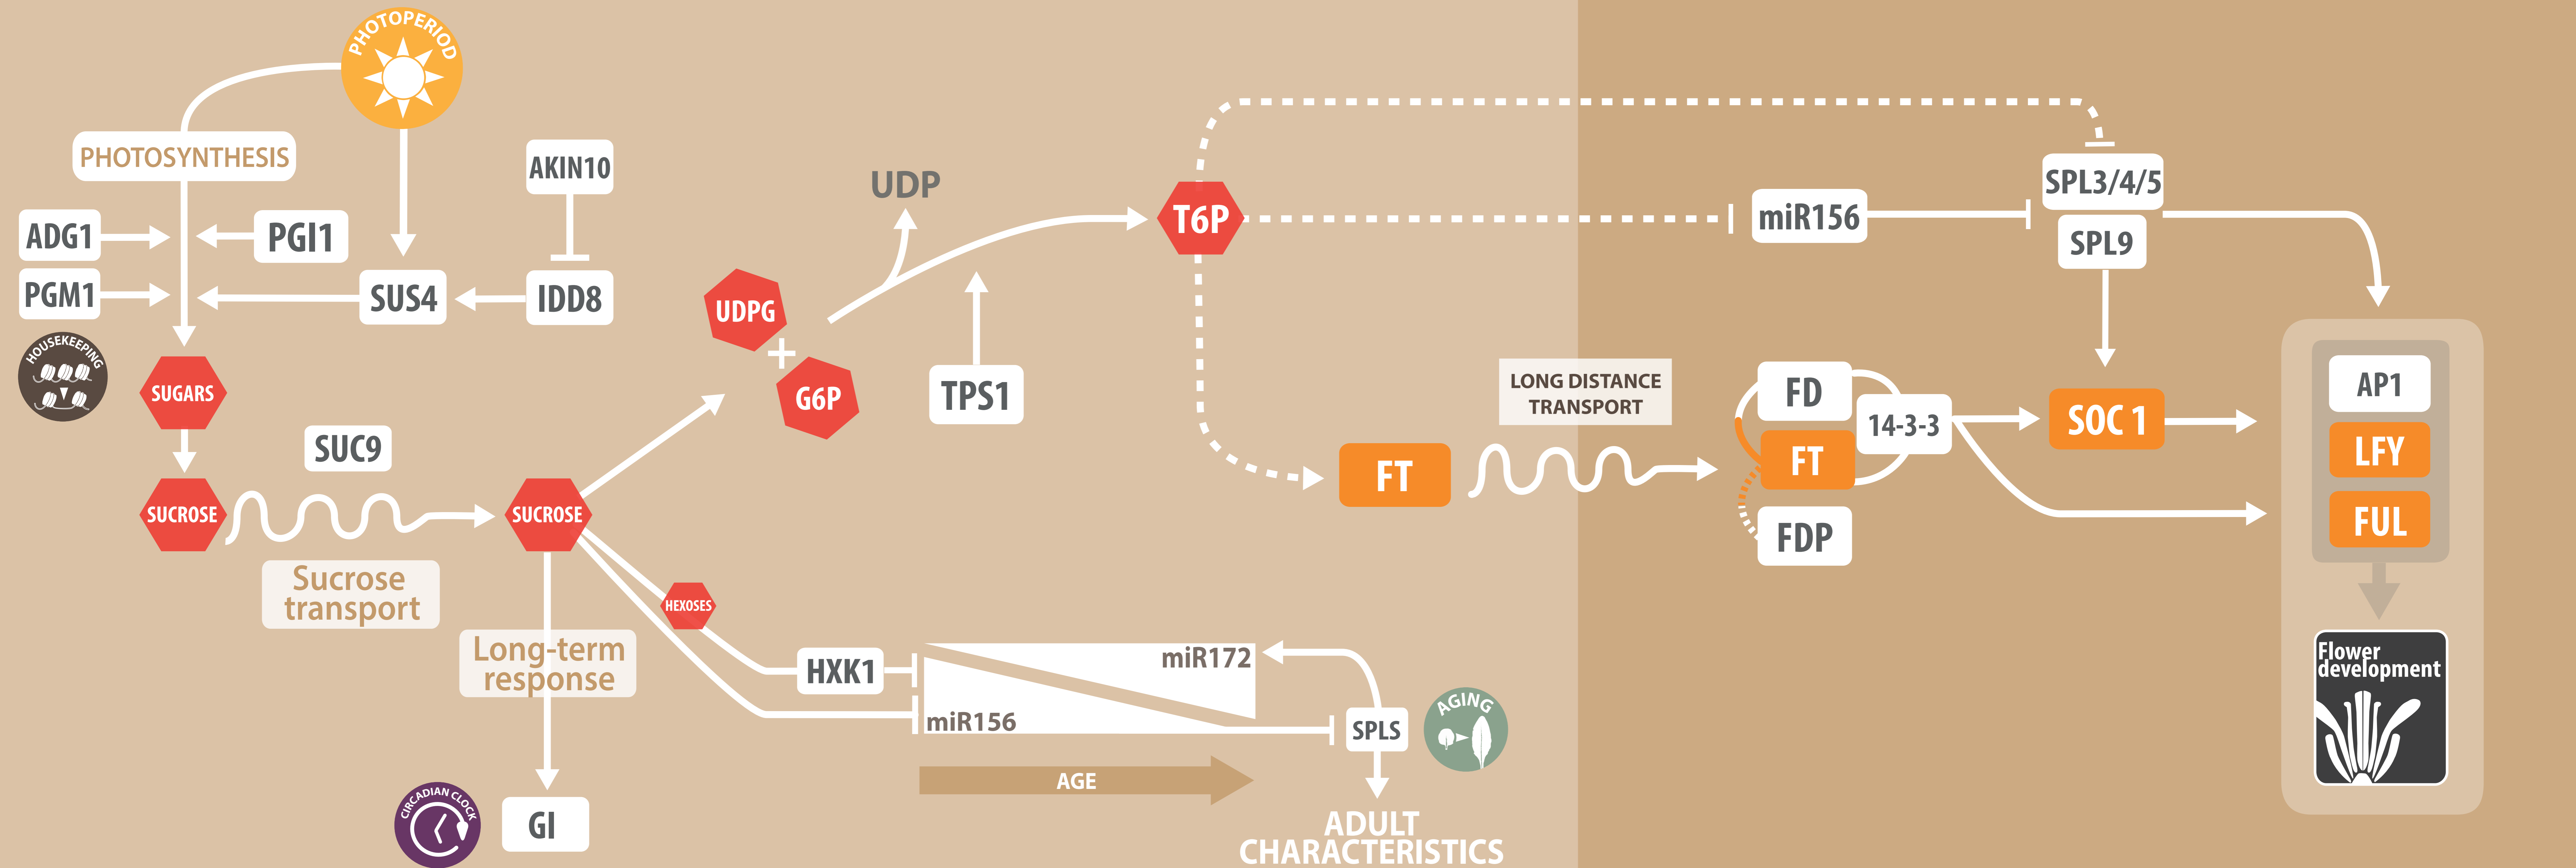 PHOTOPERIOD
PHOTOSYNTHESIS
AKIN10
ADG1
PGI1
PGM1
SUS4
IDD8
HOUSEKEEPING
SUGARS
SUC9
SUCROSE
SUCROSE
Sucrose
transport
Long-term
response
CIRCADIAN CLOCK
GI
UDP
UDPG
+
G6P
TPS1
T6P
HEXOSES
HXK1
miR172
miR156
AGE
SPLS
AGING
ADULT
CHARACTERISTICS
FT
LONG DISTANCE
TRANSPORT
miR156
SPL3/4/5
SPL9
FD
14-3-3
FT
FDP
SOC 1
AP1
LFY
FUL
Flower
development